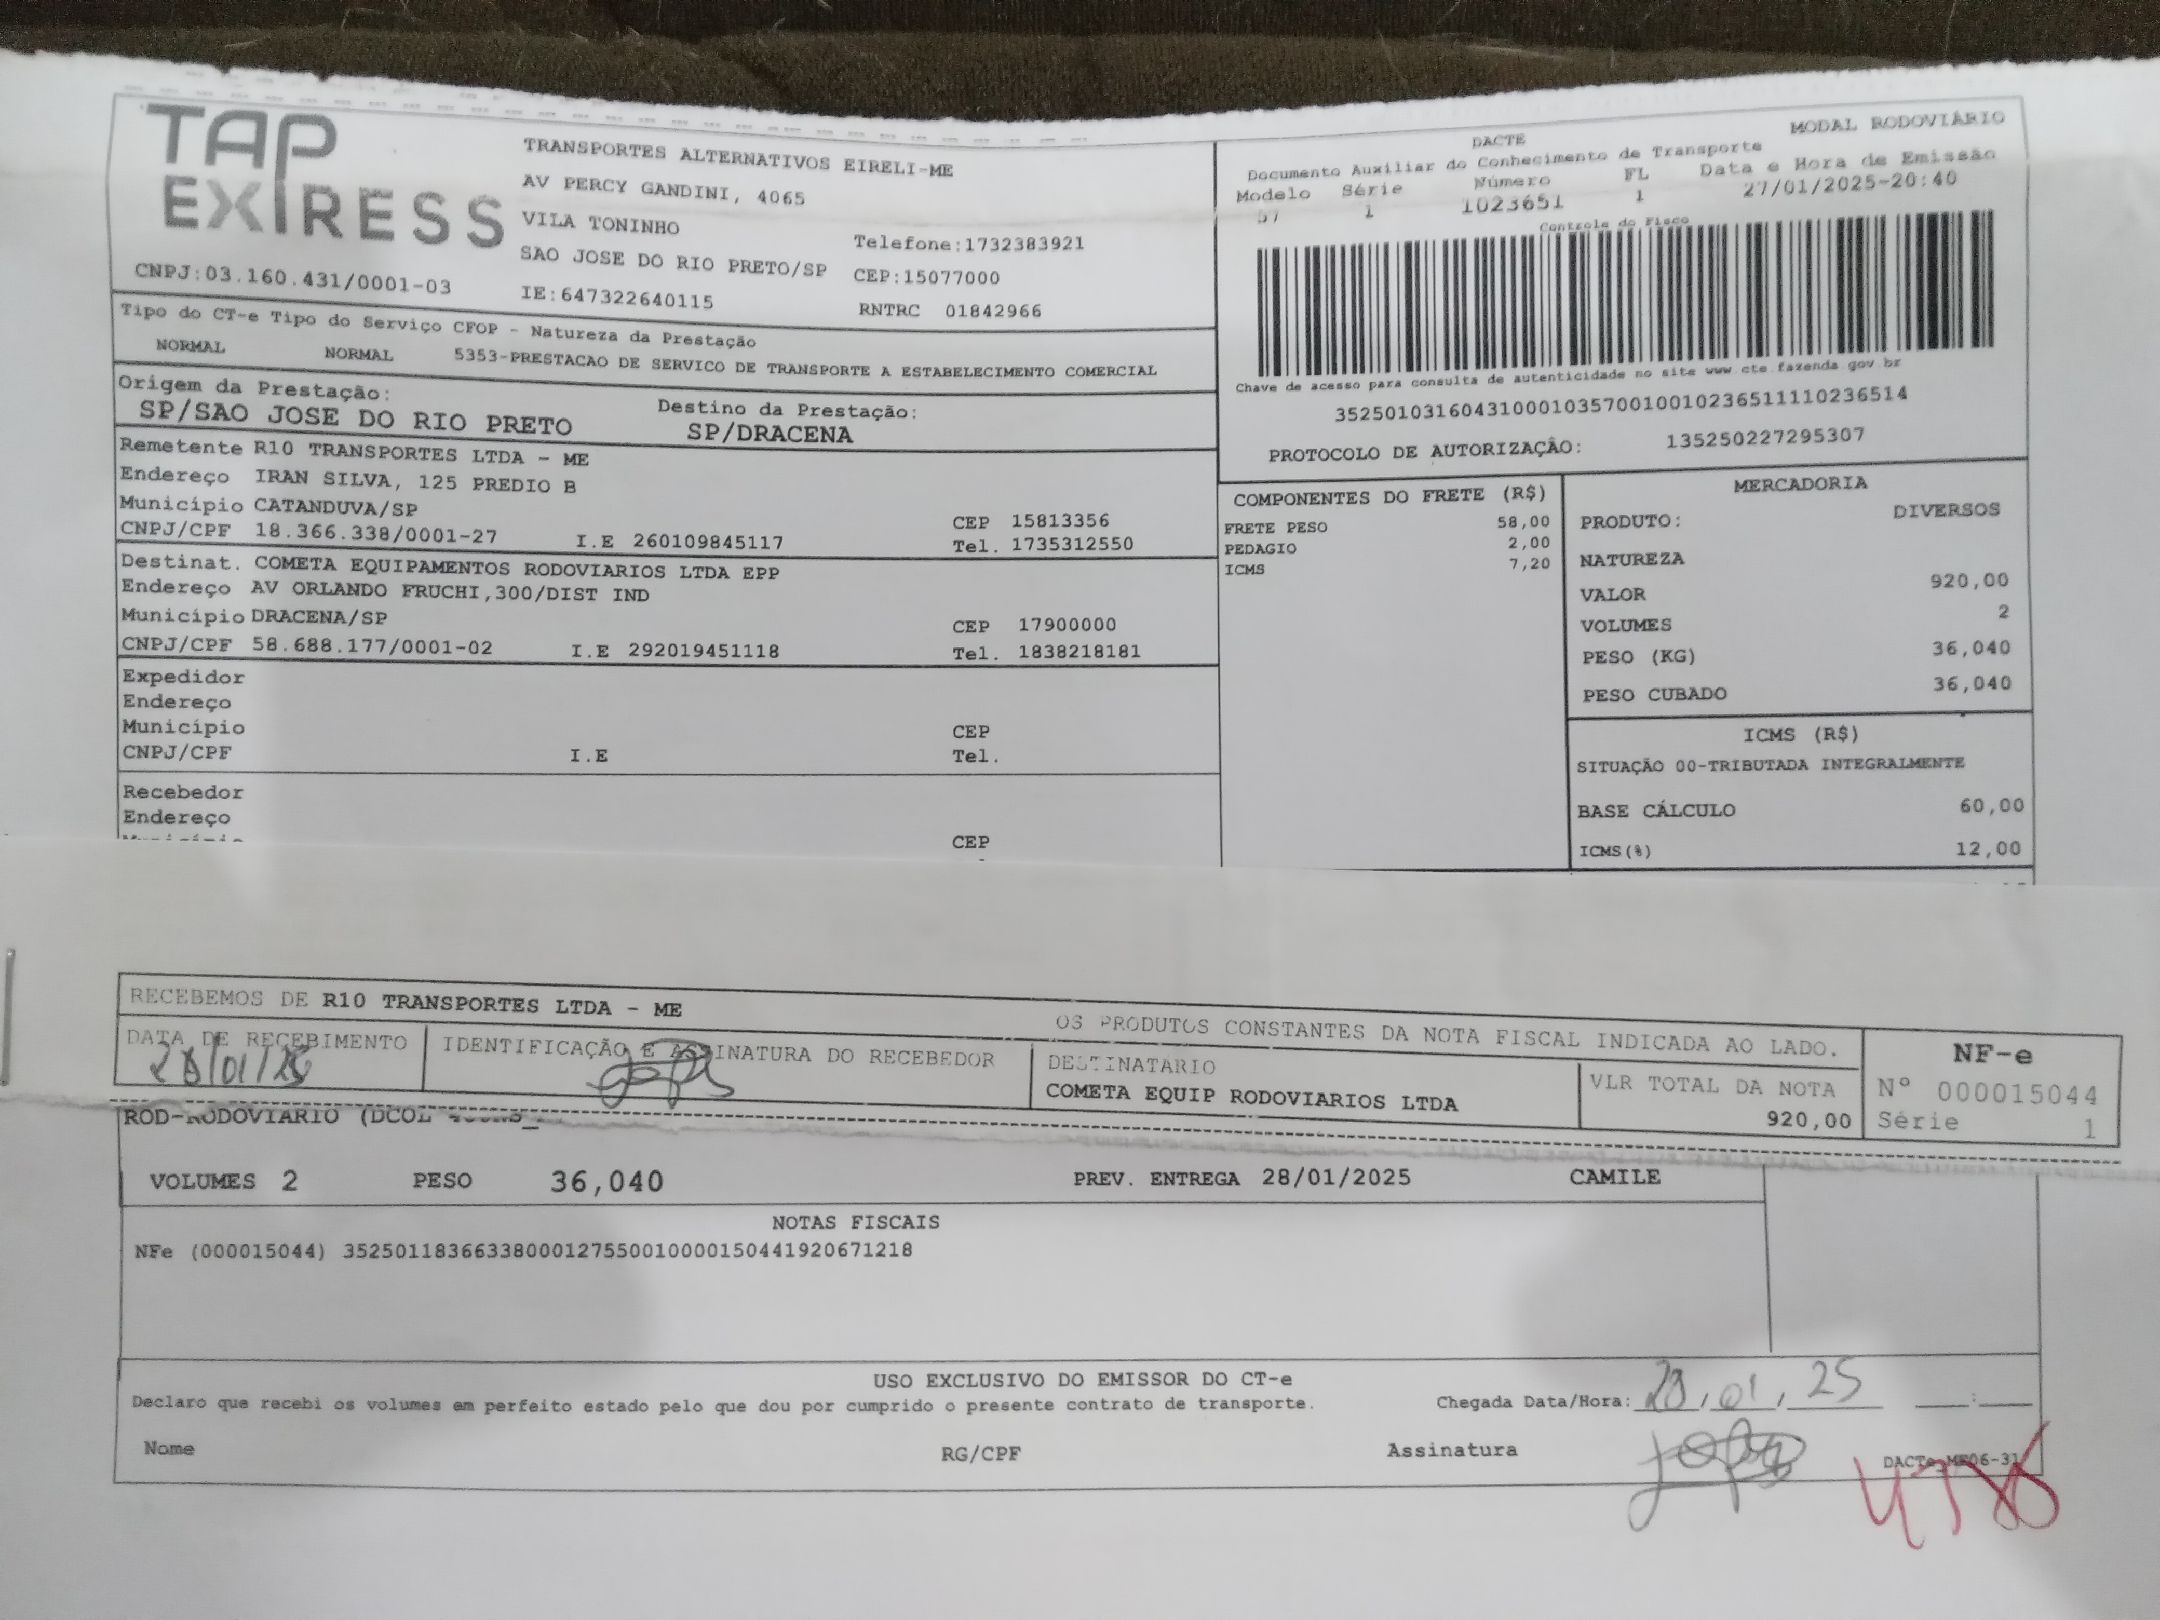 TAP
EXPRESS
TRANSPORTES ALTERNATIVOS EIRELI-ME
AV PERCY GANDINI, 4065
VILA TONINHO
SAO JOSE DO RIO PRETO/SP
Telefone:1732383921
CEP:15077000
CNPJ:03.160.431/0001-03
IE:647322640115
RNTRC 01842966
DACTE
MODAL RODOVIÁRIO
Documento Auxiliar do Conhecimento de Transporte
Modelo Série Número FL Data e Hora de Emissão
57 1 1023651 1 27/01/2025-20:40
Controle do Fisco
Chave de acesso para consulta de autenticidade no site www.cte.fazenda.gov.br
35250103160431000103570010010236511110236514
PROTOCOLO DE AUTORIZAÇÃO: 135250227295307
Tipo do CT-e Tipo do Serviço CFOP - Natureza da Prestação
NORMAL NORMAL 5353-PRESTACAO DE SERVICO DE TRANSPORTE A ESTABELECIMENTO COMERCIAL
Origem da Prestação:
SP/SAO JOSE DO RIO PRETO
Destino da Prestação:
SP/DRACENA
Remetente R10 TRANSPORTES LTDA - ME
Endereço IRAN SILVA, 125 PREDIO B
Município CATANDUVA/SP CEP 15813356
CNPJ/CPF 18.366.338/0001-27 I.E 260109845117 Tel. 1735312550
Destinat. COMETA EQUIPAMENTOS RODOVIARIOS LTDA EPP
Endereço AV ORLANDO FRUCHI,300/DIST IND
Município DRACENA/SP CEP 17900000
CNPJ/CPF 58.688.177/0001-02 I.E 292019451118 Tel. 1838218181
Expedidor
Endereço
Município CEP
CNPJ/CPF I.E Tel.
Recebedor
Endereço
Município CEP
COMPONENTES DO FRETE (R$)
FRETE PESO 58,00
PEDAGIO 2,00
ICMS 7,20
MERCADORIA
PRODUTO: DIVERSOS
NATUREZA
VALOR 920,00
VOLUMES 2
PESO (KG) 36,040
PESO CUBADO 36,040
ICMS (R$)
SITUAÇÃO 00-TRIBUTADA INTEGRALMENTE
BASE CÁLCULO 60,00
ICMS(%) 12,00
RECEBEMOS DE R10 TRANSPORTES LTDA - ME OS PRODUTOS CONSTANTES DA NOTA FISCAL INDICADA AO LADO.
DATA DE RECEBIMENTO
28/01/25
IDENTIFICAÇÃO E ASSINATURA DO RECEBEDOR
DESTINATARIO
COMETA EQUIP RODOVIARIOS LTDA
VLR TOTAL DA NOTA
920,00
NF-e
Nº 000015044
Série 1
ROD-RODOVIARIO (DCOL
VOLUMES 2 PESO 36,040 PREV. ENTREGA 28/01/2025 CAMILE
NOTAS FISCAIS
NFe (000015044) 35250118366338000127550010000150441920671218
USO EXCLUSIVO DO EMISSOR DO CT-e
Declaro que recebi os volumes em perfeito estado pelo que dou por cumprido o presente contrato de transporte.
Chegada Data/Hora: 28/01/25 :
Nome RG/CPF Assinatura